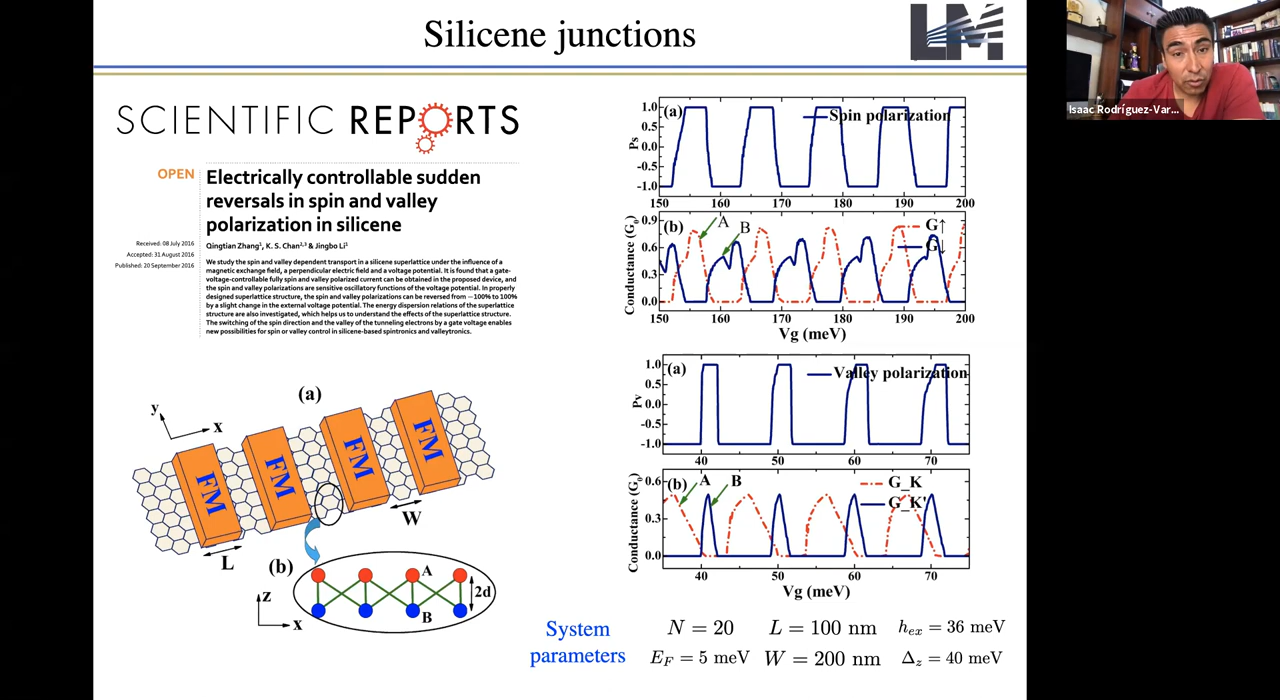 Silicene junctions
LM
Isaac Rodríguez-Var...
SCIENTIFIC REPORTS
OPEN
Electrically controllable sudden
reversals in spin and valley
polarization in silicene
Received: 08 July 2016
Accepted: 31 August 2016
Published: 20 September 2016
Qingtian Zhang¹, K. S. Chan²,³ & Jingbo Li¹
We study the spin and valley dependent transport in a silicene superlattice under the influence of a
magnetic exchange field, a perpendicular electric field and a voltage potential. It is found that a gate-
voltage-controllable fully spin and valley polarized current can be obtained in the proposed device, and
the spin and valley polarizations are sensitive oscillatory functions of the voltage potential. In properly
designed superlattice structure, the spin and valley polarizations can be reversed from −100% to 100%
by a slight change in the external voltage potential. The energy dispersion relations of the superlattice
structure are also investigated, which helps us to understand the effects of the superlattice structure.
The switching of the spin direction and the valley of the tunneling electrons by a gate voltage enables
new possibilities for spin or valley control in silicene-based spintronics and valleytronics.
(a)
y
x
FM
FM
FM
FM
W
L
(b)
A
2d
B
z
x
(a)
Spin polarization
Ps
1.0
0.5
0.0
-0.5
-1.0
150 160 170 180 190 200
(b)
A
B
G↑
G↓
Conductance (G₀)
0.9
0.6
0.3
0.0
150 160 170 180 190 200
Vg (meV)
(a)
Valley polarization
Pv
1.0
0.5
0.0
-0.5
-1.0
40 50 60 70
(b)
A
B
G_K
G_K'
Conductance (G₀)
0.6
0.3
0.0
40 50 60 70
Vg (meV)
System
parameters
N = 20 L = 100 nm h_ex = 36 meV
E_F = 5 meV W = 200 nm Δ_z = 40 meV